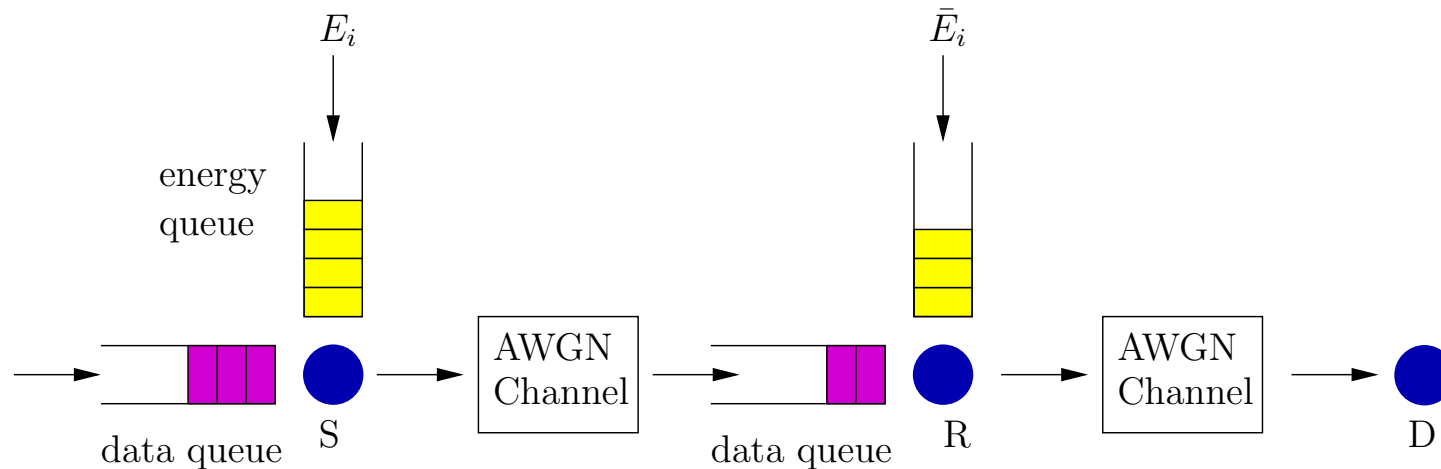 E_i
Ē_i
energy
queue
AWGN
Channel
AWGN
Channel
S
R
D
data queue
data queue